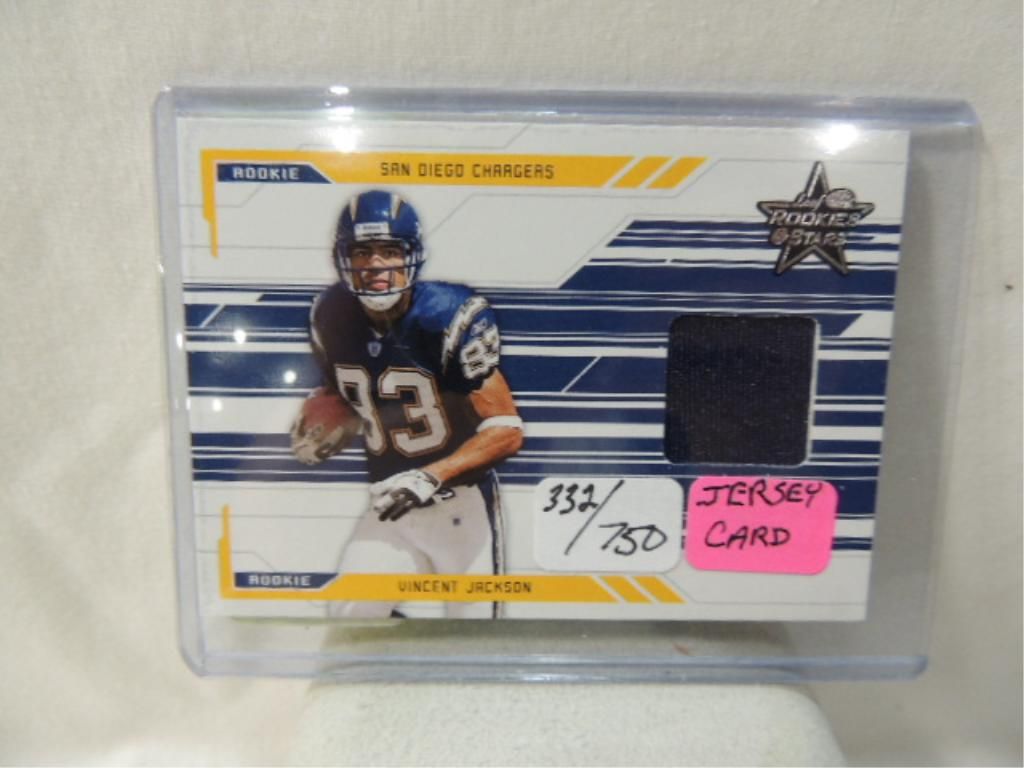 ROOKIE
SAN DIEGO CHARGERS
ROOKIES
& STARS
83
83
332/750
JERSEY
CARD
ROOKIE
VINCENT JACKSON